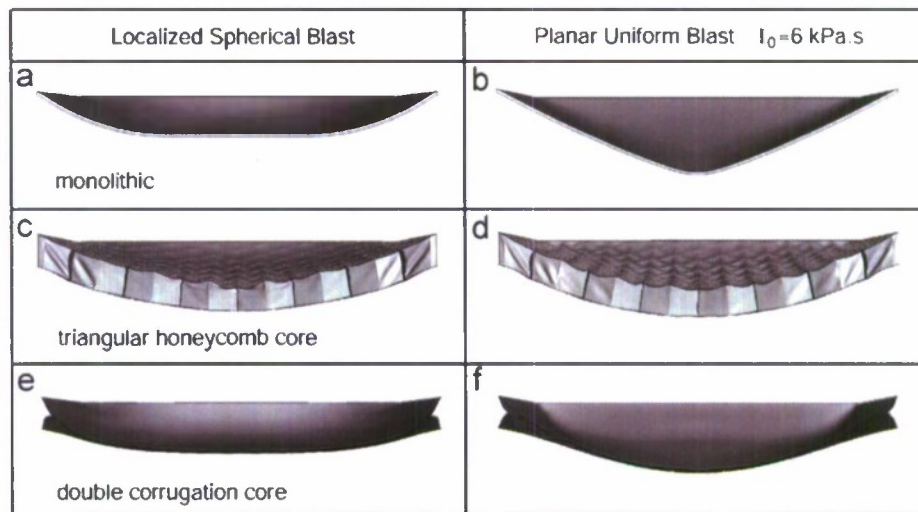 Localized Spherical Blast
Planar Uniform Blast I₀=6 kPa.s
a
b
monolithic
c
d
triangular honeycomb core
e
f
double corrugation core